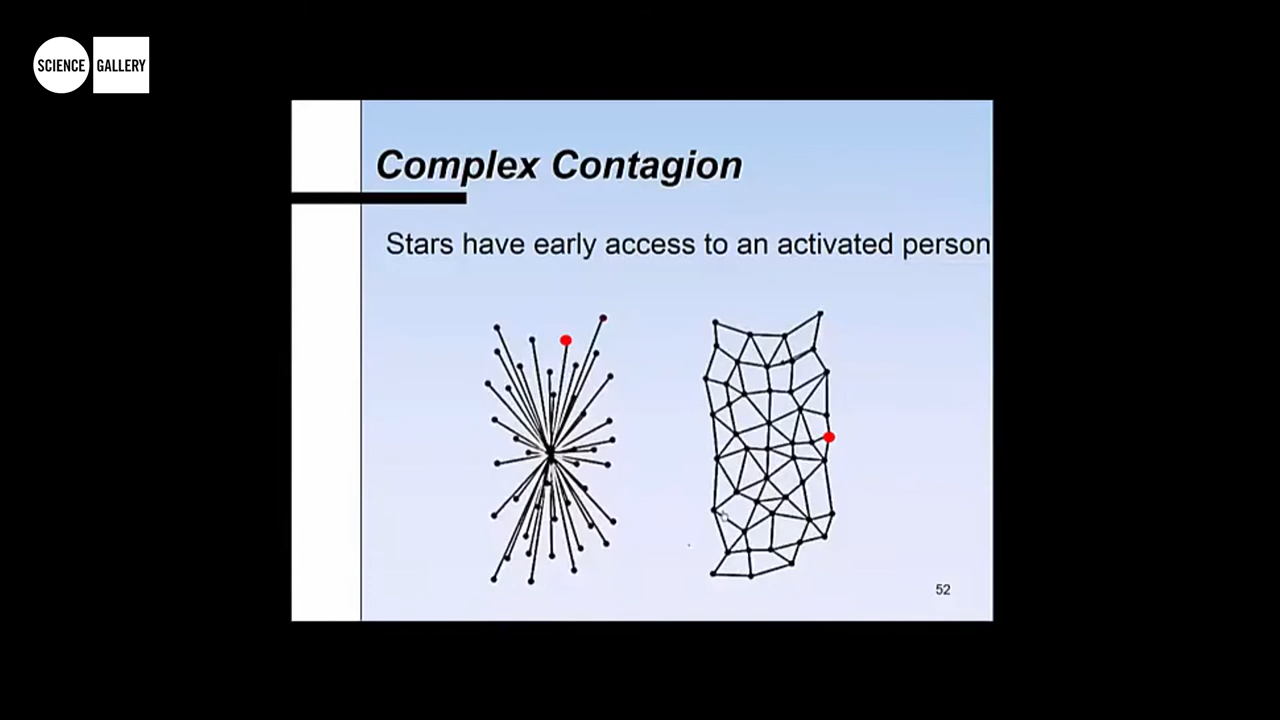 SCIENCE GALLERY
Complex Contagion
Stars have early access to an activated person
52